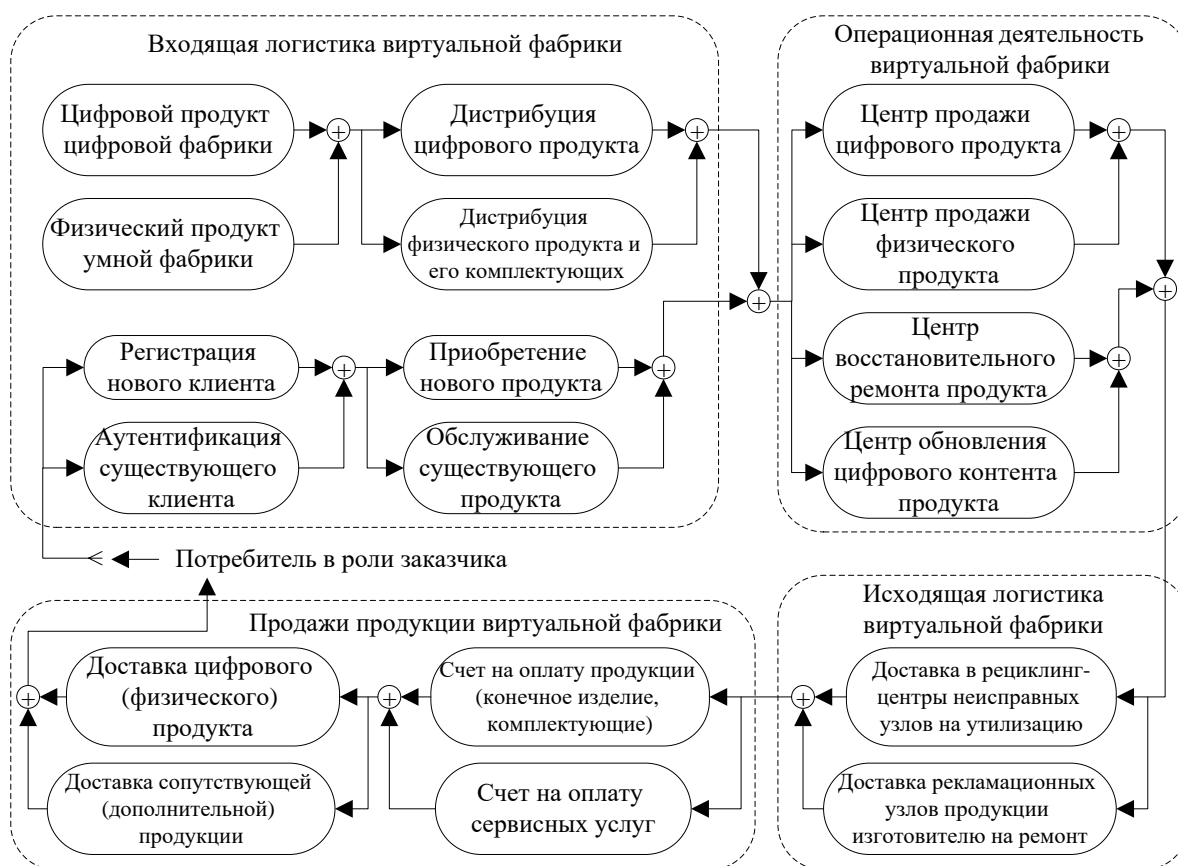 Входящая логистика виртуальной фабрики
Цифровой продукт
цифровой фабрики
+
Дистрибуция
цифрового продукта
+
Физический продукт
умной фабрики
Дистрибуция
физического продукта и
его комплектующих
+
Регистрация
нового клиента
+
Приобретение
нового продукта
+
Аутентификация
существующего
клиента
Обслуживание
существующего
продукта
Операционная деятельность
виртуальной фабрики
Центр продажи
цифрового продукта
+
Центр продажи
физического
продукта
+
Центр
восстановительного
ремонта продукта
+
Центр обновления
цифрового контента
продукта
Потребитель в роли заказчика
Продажи продукции виртуальной фабрики
+
Доставка цифрового
(физического)
продукта
+
Счет на оплату продукции
(конечное изделие,
комплектующие)
Доставка сопутствующей
(дополнительной)
продукции
Счет на оплату
сервисных услуг
Исходящая логистика
виртуальной фабрики
+
Доставка в рециклинг-
центры неисправных
узлов на утилизацию
Доставка рекламационных
узлов продукции
изготовителю на ремонт